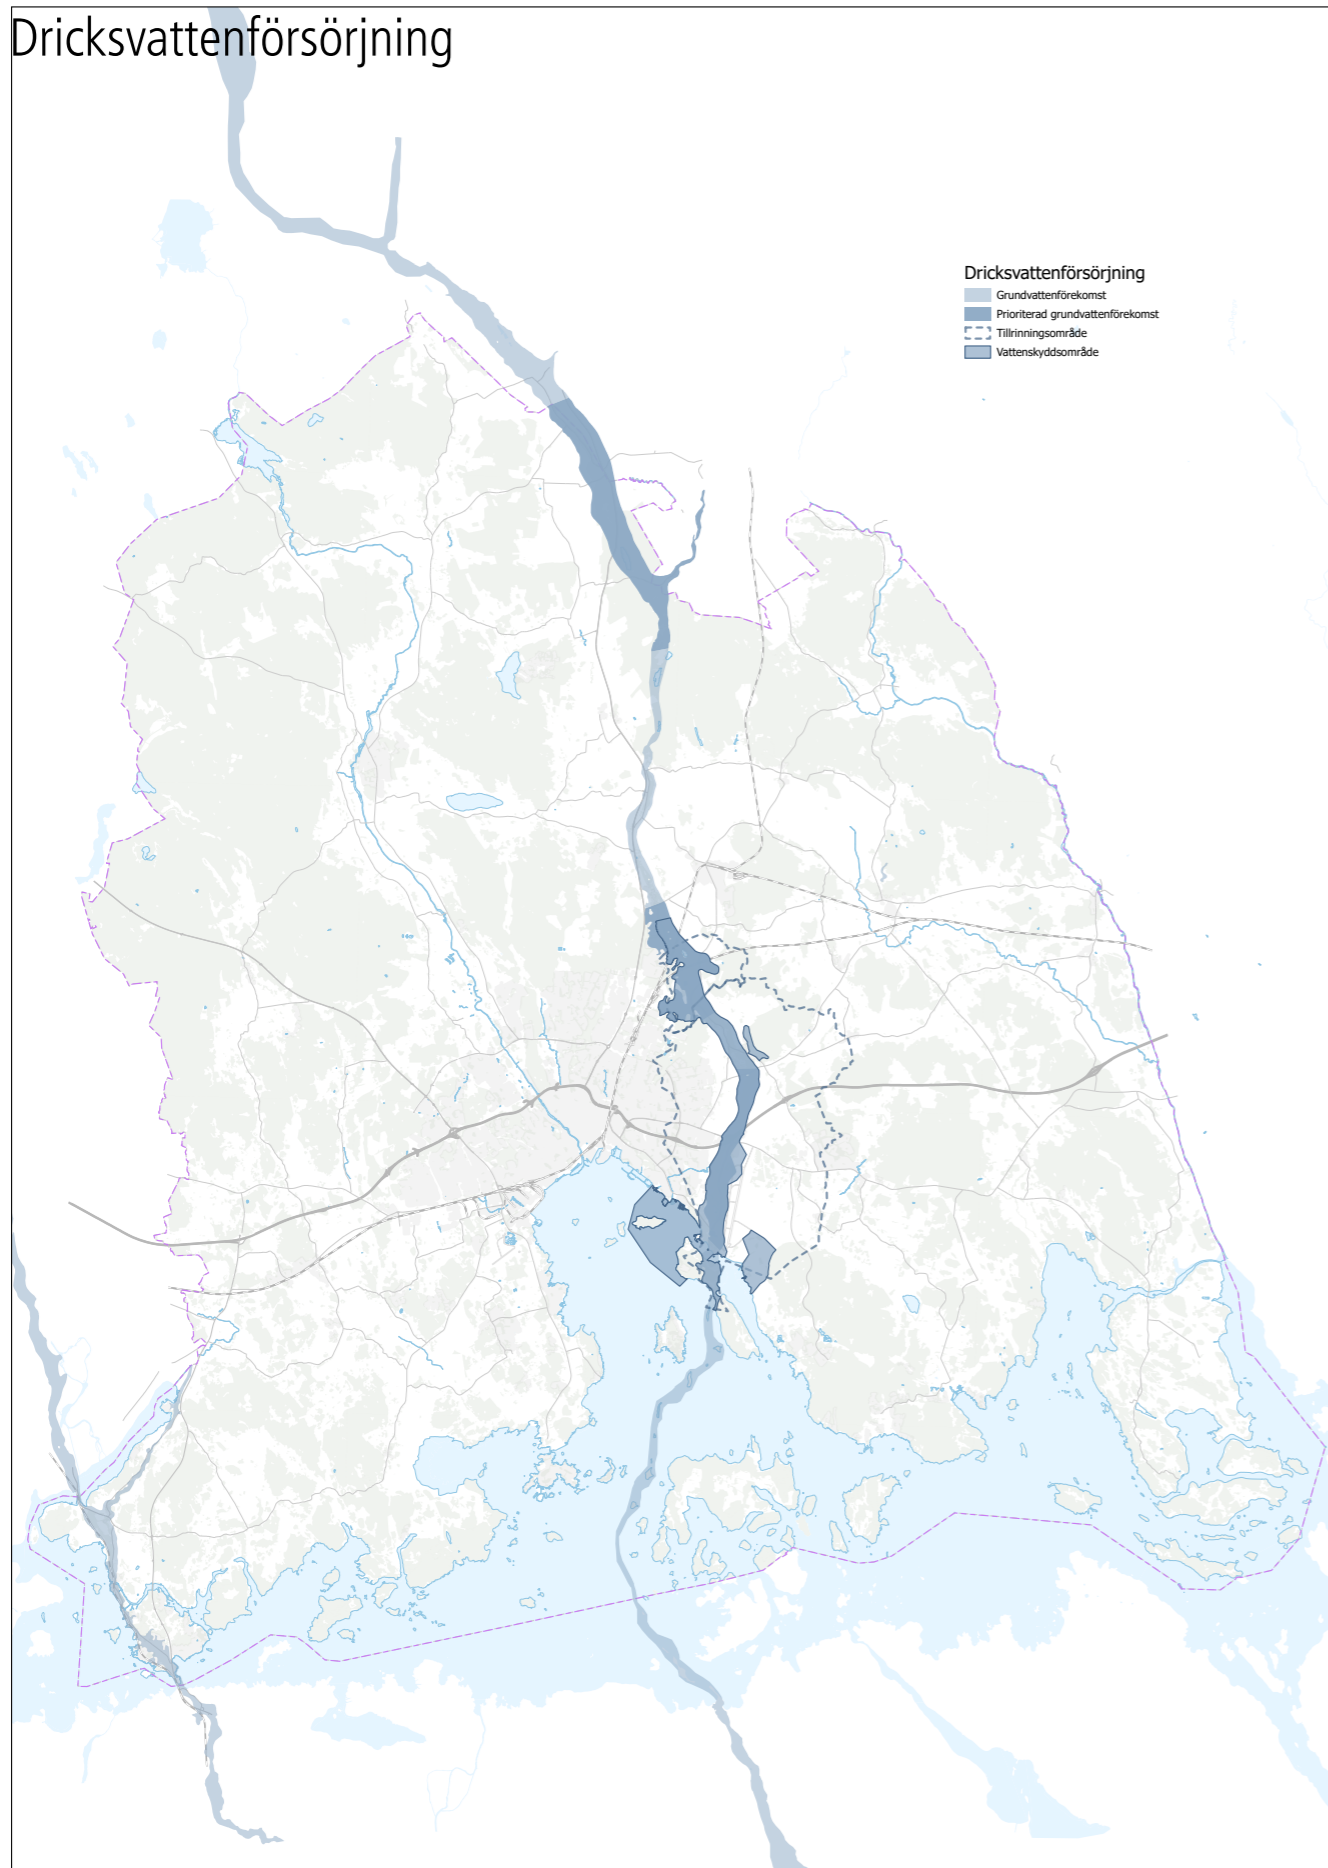 Dricksvattenförsörjning
Dricksvattenförsörjning
Grundvattenförekomst
Prioriterad grundvattenförekomst
Tillrinningsområde
Vattenskyddsområde